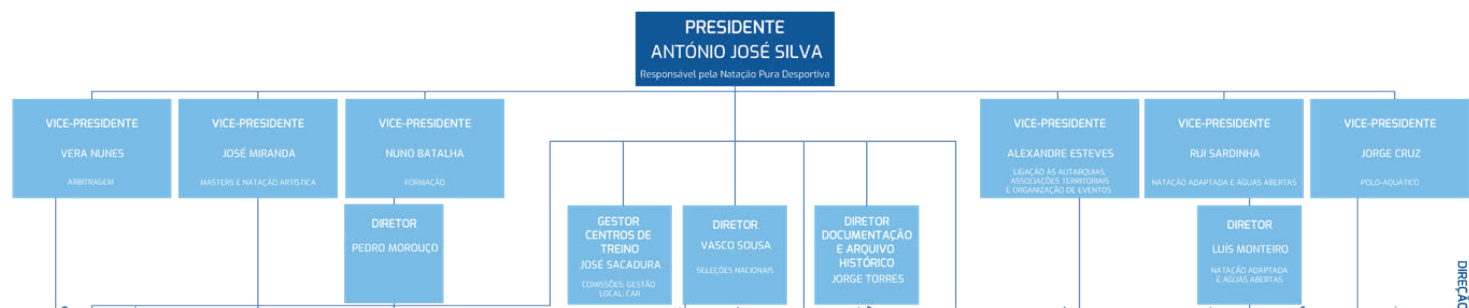 PRESIDENTE
ANTÓNIO JOSÉ SILVA
Responsável pela Natação Pura Desportiva
VICE-PRESIDENTE
VERA NUNES
ARBITRAGEM
VICE-PRESIDENTE
JOSÉ MIRANDA
MASTERS E NATAÇÃO ARTÍSTICA
VICE-PRESIDENTE
NUNO BATALHA
FORMAÇÃO
VICE-PRESIDENTE
ALEXANDRE ESTEVES
LIGAÇÃO ÀS AUTARQUIAS,
ASSOCIAÇÕES TERRITORIAIS
E ORGANIZAÇÃO DE EVENTOS
VICE-PRESIDENTE
RUI SARDINHA
NATAÇÃO ADAPTADA E ÁGUAS ABERTAS
VICE-PRESIDENTE
JORGE CRUZ
POLO-AQUÁTICO
DIRETOR
PEDRO MOROUÇO
GESTOR
CENTROS DE
TREINO
JOSÉ SACADURA
COMISSÕES; GESTÃO
LOCAL; CAR
DIRETOR
VASCO SOUSA
SELEÇÕES NACIONAIS
DIRETOR
DOCUMENTAÇÃO
E ARQUIVO
HISTÓRICO
JORGE TORRES
DIRETOR
LUÍS MONTEIRO
NATAÇÃO ADAPTADA
E ÁGUAS ABERTAS
DIREÇÃO